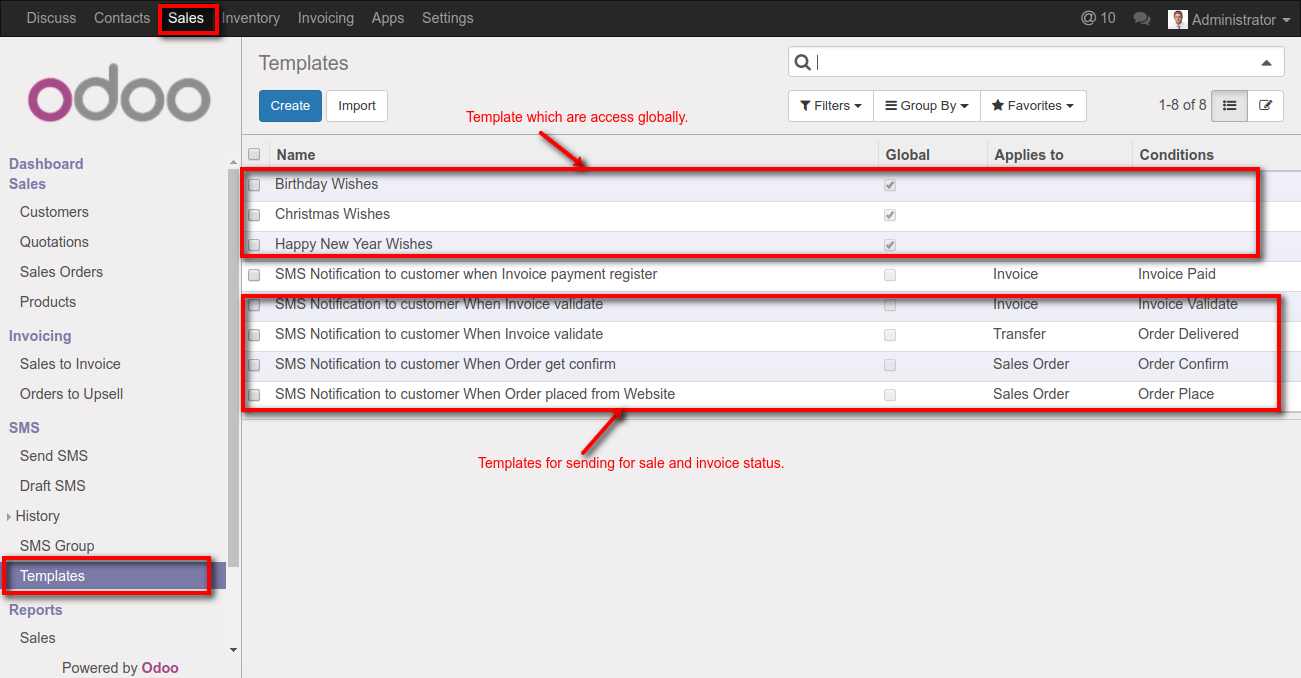 Discuss Contacts Sales Inventory Invoicing Apps Settings @ 10 Administrator
odoo
Dashboard
Sales
Customers
Quotations
Sales Orders
Products
Invoicing
Sales to Invoice
Orders to Upsell
SMS
Send SMS
Draft SMS
History
SMS Group
Templates
Reports
Sales
Powered by Odoo
Templates
Create Import
Filters Group By Favorites 1-8 of 8
Template which are access globally.
Name Global Applies to Conditions
Birthday Wishes
Christmas Wishes
Happy New Year Wishes
SMS Notification to customer when Invoice payment register Invoice Invoice Paid
SMS Notification to customer When Invoice validate Invoice Invoice Validate
SMS Notification to customer When Invoice validate Transfer Order Delivered
SMS Notification to customer When Order get confirm Sales Order Order Confirm
SMS Notification to customer When Order placed from Website Sales Order Order Place
Templates for sending for sale and invoice status.